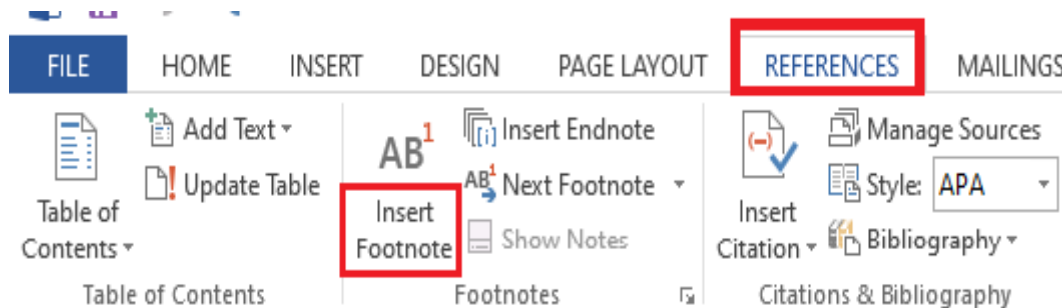 FILE HOME INSERT DESIGN PAGE LAYOUT REFERENCES MAILINGS
Table of
Contents
Add Text
Update Table
Table of Contents
AB1
Insert
Footnote
[i] Insert Endnote
AB1 Next Footnote
Show Notes
Footnotes
(-)
Insert
Citation
Manage Sources
Style: APA
Bibliography
Citations & Bibliography